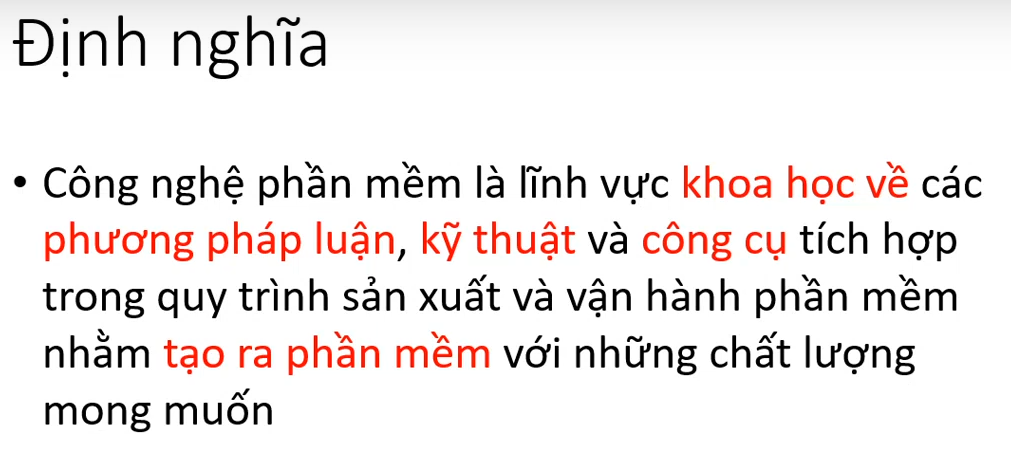 Định nghĩa
• Công nghệ phần mềm là lĩnh vực khoa học về các
phương pháp luận, kỹ thuật và công cụ tích hợp
trong quy trình sản xuất và vận hành phần mềm
nhằm tạo ra phần mềm với những chất lượng
mong muốn